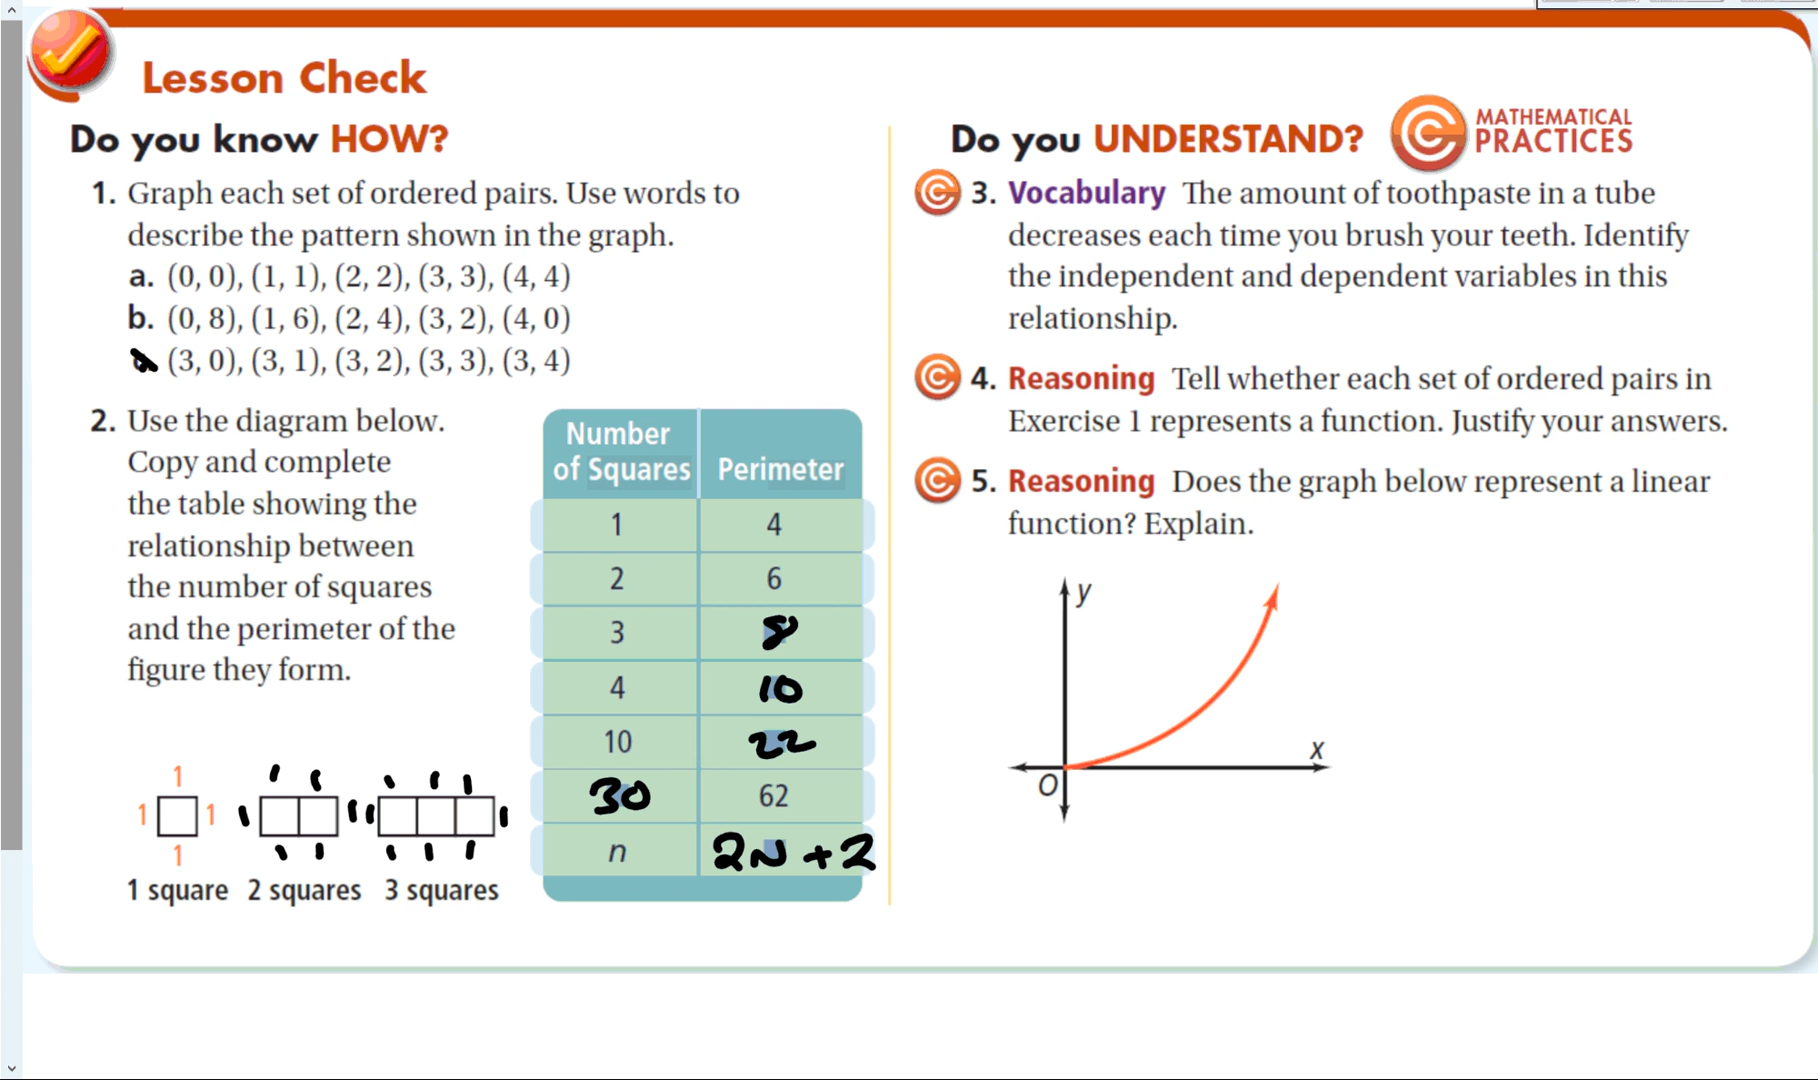 Lesson Check
Do you know HOW?
1. Graph each set of ordered pairs. Use words to
describe the pattern shown in the graph.
a. (0, 0), (1, 1), (2, 2), (3, 3), (4, 4)
b. (0, 8), (1, 6), (2, 4), (3, 2), (4, 0)
(3, 0), (3, 1), (3, 2), (3, 3), (3, 4)
2. Use the diagram below.
Copy and complete
the table showing the
relationship between
the number of squares
and the perimeter of the
figure they form.
1
1 1
1
1 square 2 squares 3 squares
Number
of Squares Perimeter
1 4
2 6
3 8
4 10
10 22
30 62
n 2N + 2
Do you UNDERSTAND?
MATHEMATICAL
PRACTICES
3. Vocabulary The amount of toothpaste in a tube
decreases each time you brush your teeth. Identify
the independent and dependent variables in this
relationship.
4. Reasoning Tell whether each set of ordered pairs in
Exercise 1 represents a function. Justify your answers.
5. Reasoning Does the graph below represent a linear
function? Explain.
y
x
O